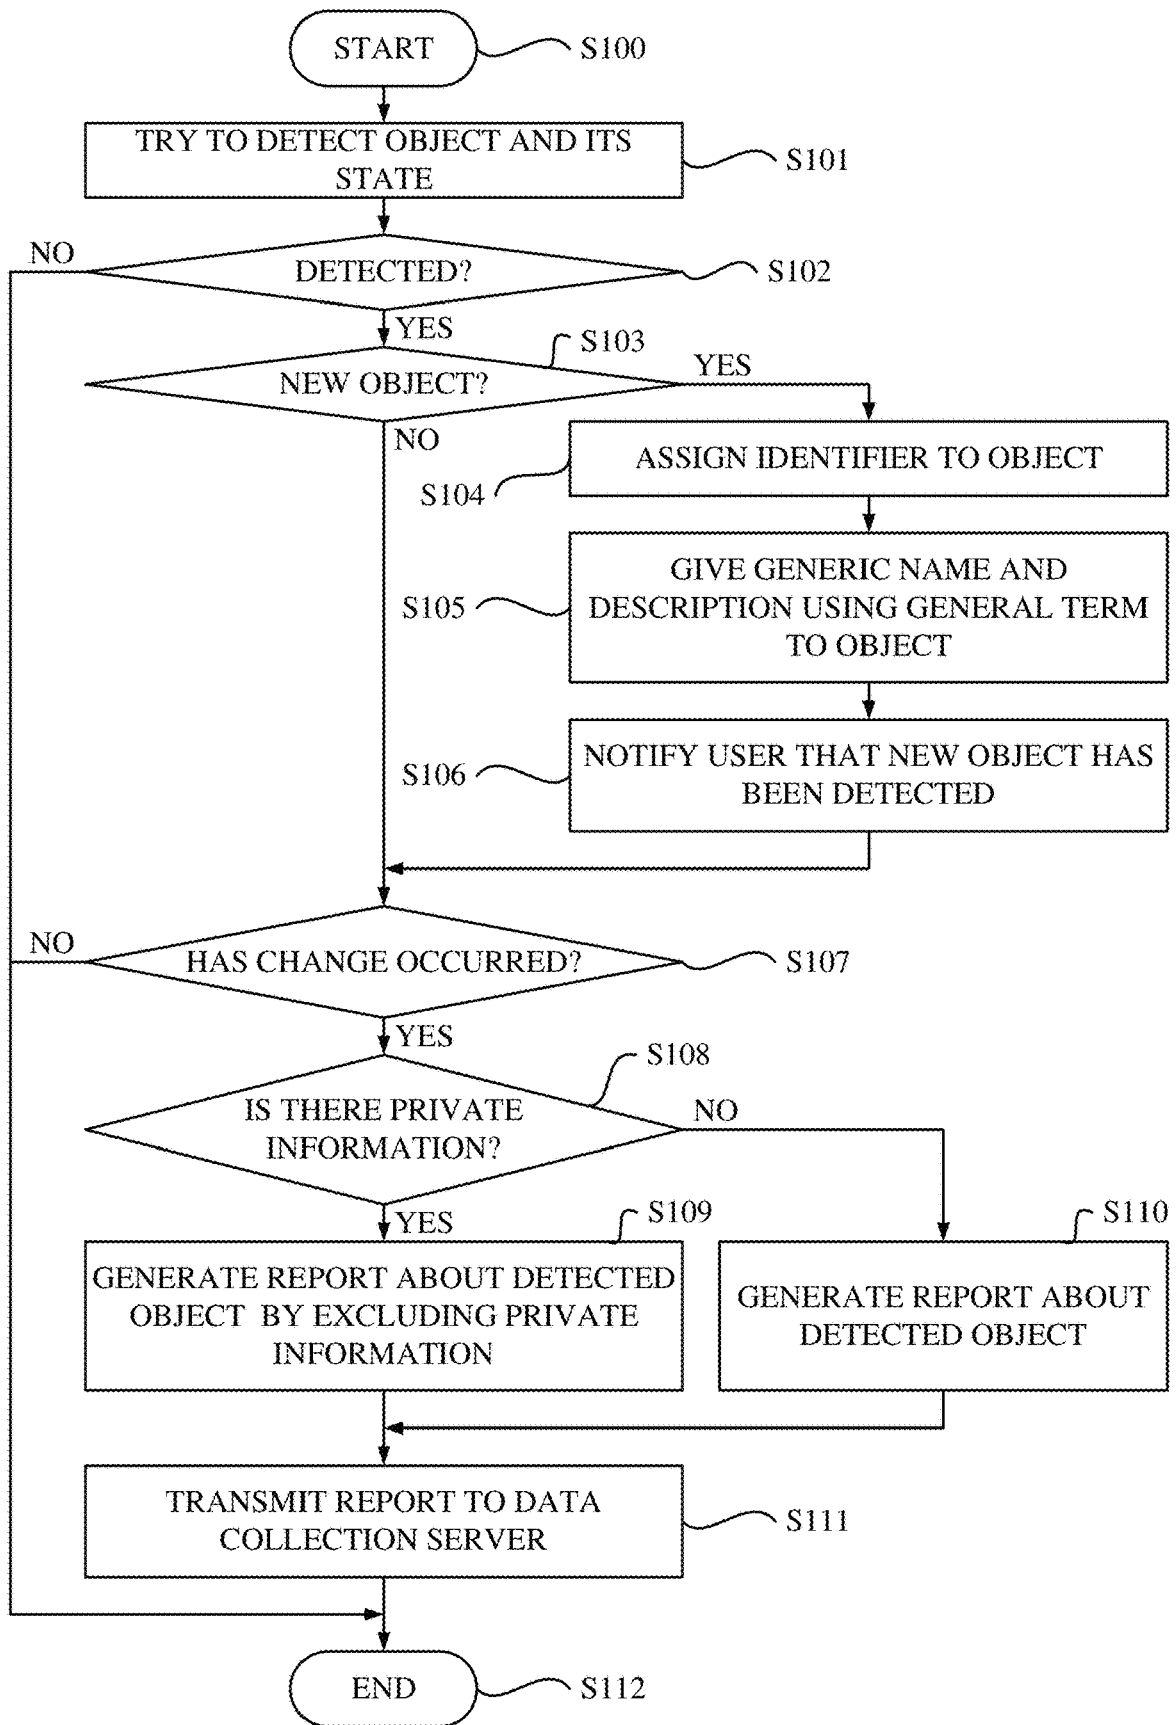 START
S100
TRY TO DETECT OBJECT AND ITS
STATE
S101
NO
DETECTED?
S102
YES
S103
NEW OBJECT?
YES
NO
ASSIGN IDENTIFIER TO OBJECT
S104
GIVE GENERIC NAME AND
DESCRIPTION USING GENERAL TERM
TO OBJECT
S105
NOTIFY USER THAT NEW OBJECT HAS
BEEN DETECTED
S106
NO
HAS CHANGE OCCURRED?
S107
YES
S108
IS THERE PRIVATE
INFORMATION?
NO
YES
S109
S110
GENERATE REPORT ABOUT DETECTED
OBJECT BY EXCLUDING PRIVATE
INFORMATION
GENERATE REPORT ABOUT
DETECTED OBJECT
TRANSMIT REPORT TO DATA
COLLECTION SERVER
S111
END
S112